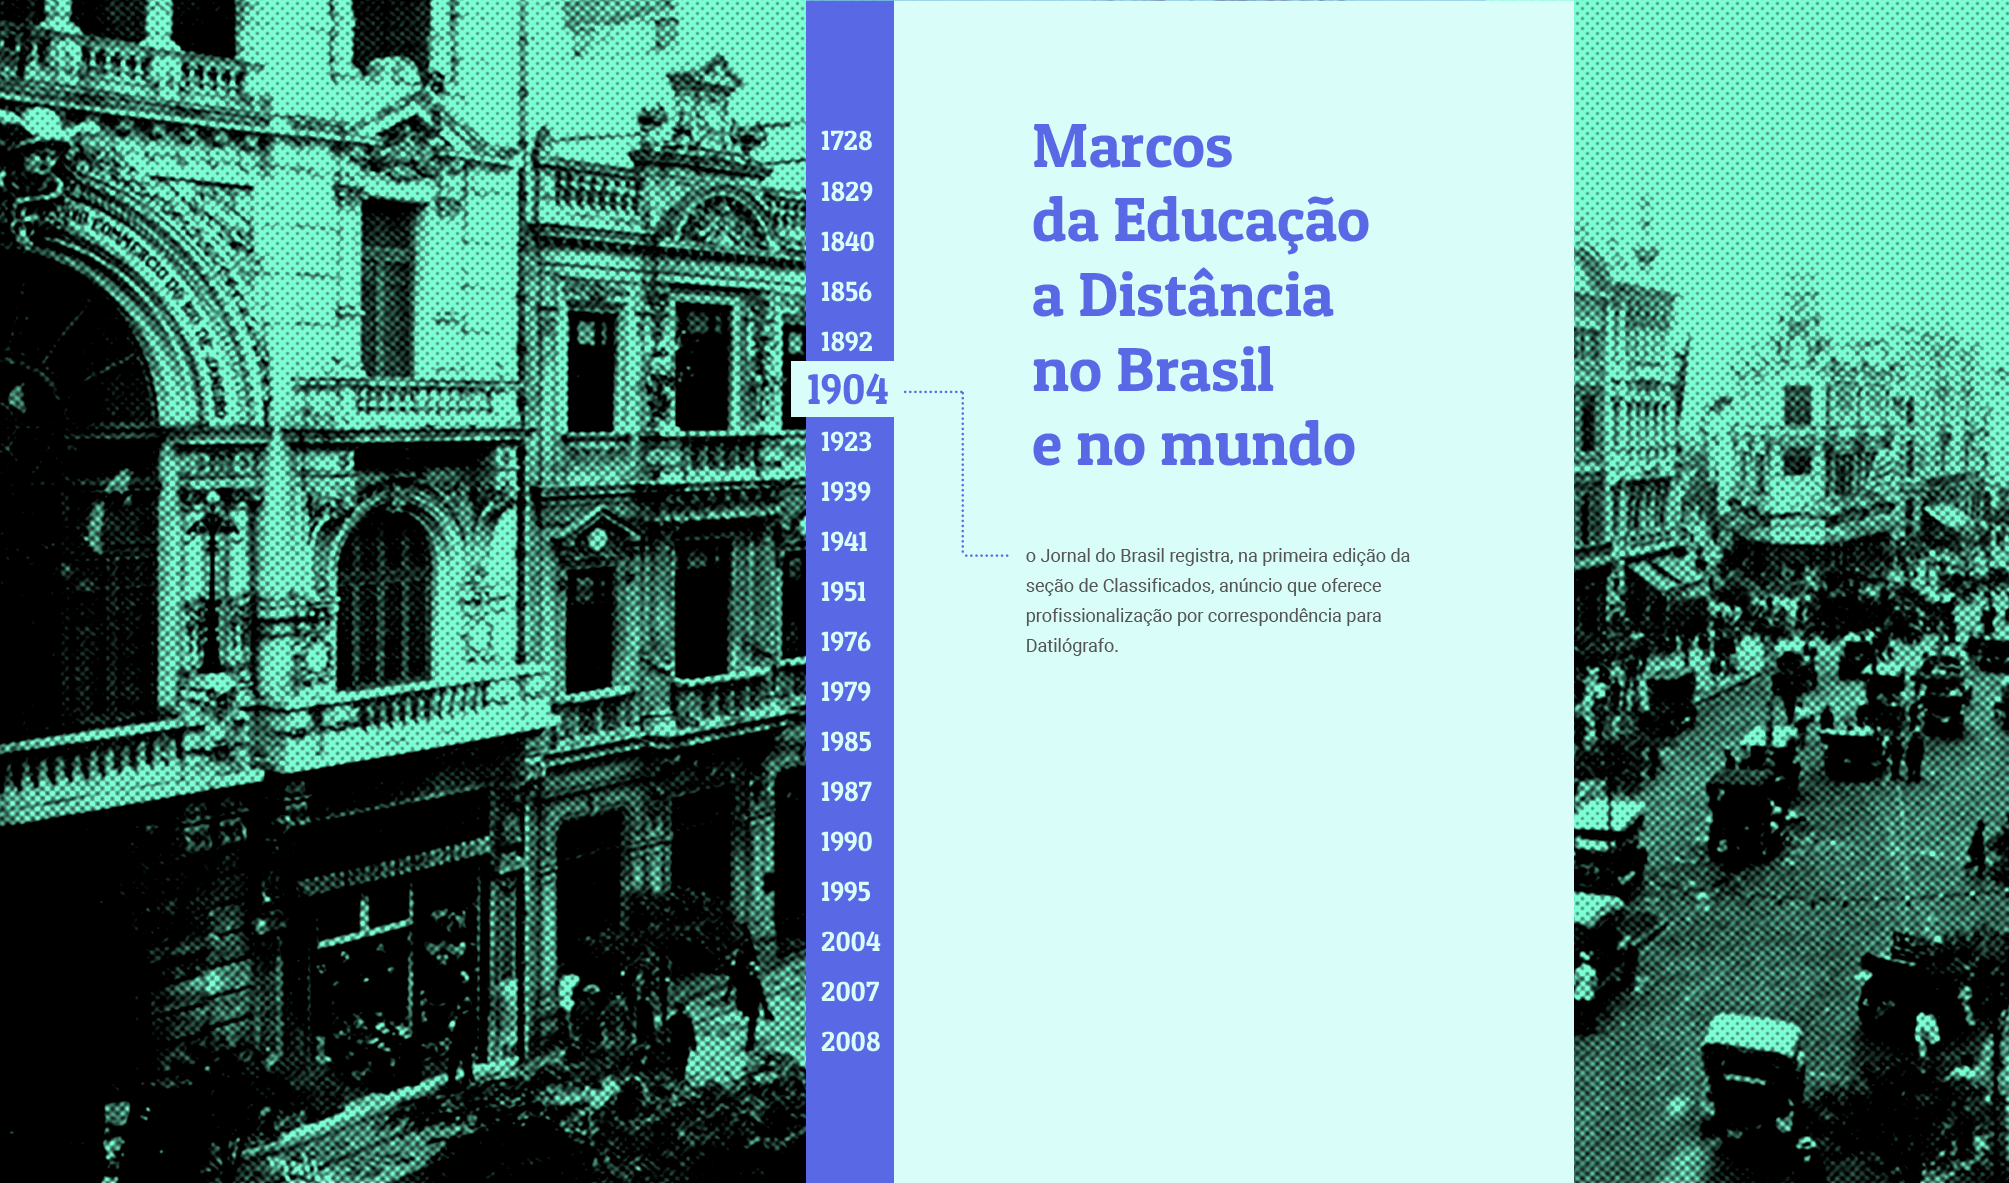 1728
1829
1840
1856
1892
1904
1923
1939
1941
1951
1976
1979
1985
1987
1990
1995
2004
2007
2008
Marcos
da Educação
a Distância
no Brasil
e no mundo
o Jornal do Brasil registra, na primeira edição da
seção de Classificados, anúncio que oferece
profissionalização por correspondência para
Datilógrafo.